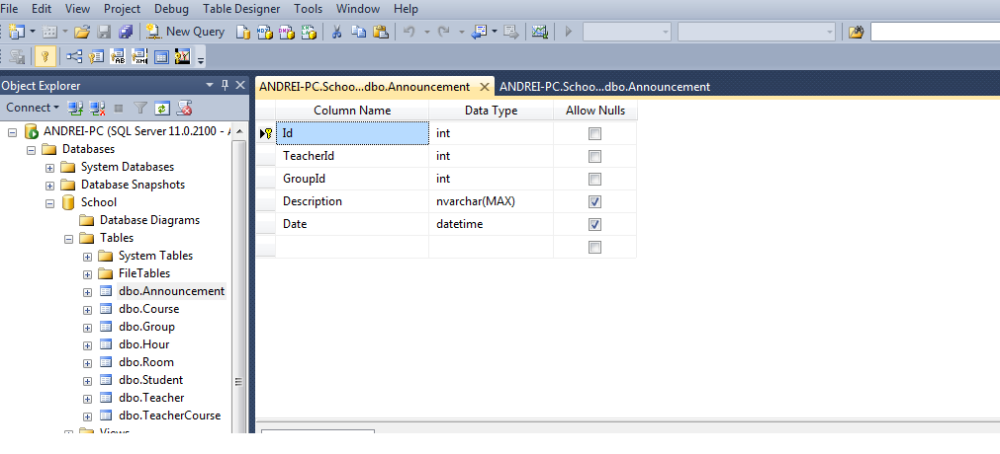 File Edit View Project Debug Table Designer Tools Window Help
New Query
Object Explorer
Connect
ANDREI-PC (SQL Server 11.0.2100 - A
Databases
System Databases
Database Snapshots
School
Database Diagrams
Tables
System Tables
FileTables
dbo.Announcement
dbo.Course
dbo.Group
dbo.Hour
dbo.Room
dbo.Student
dbo.Teacher
dbo.TeacherCourse
Views
ANDREI-PC.Schoo...dbo.Announcement ANDREI-PC.Schoo...dbo.Announcement
Column Name Data Type Allow Nulls
Id int
TeacherId int
GroupId int
Description nvarchar(MAX)
Date datetime